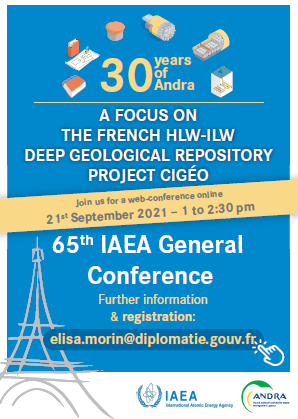 30 years
of
Andra
A FOCUS ON
THE FRENCH HLW-ILW
DEEP GEOLOGICAL REPOSITORY
PROJECT CIGÉO
Join us for a web-conference online
21st September 2021 – 1 to 2:30 pm
65th IAEA General
Conference
Further information
& registration:
elisa.morin@diplomatie.gouv.fr
IAEA
International Atomic Energy Agency
ANDRA